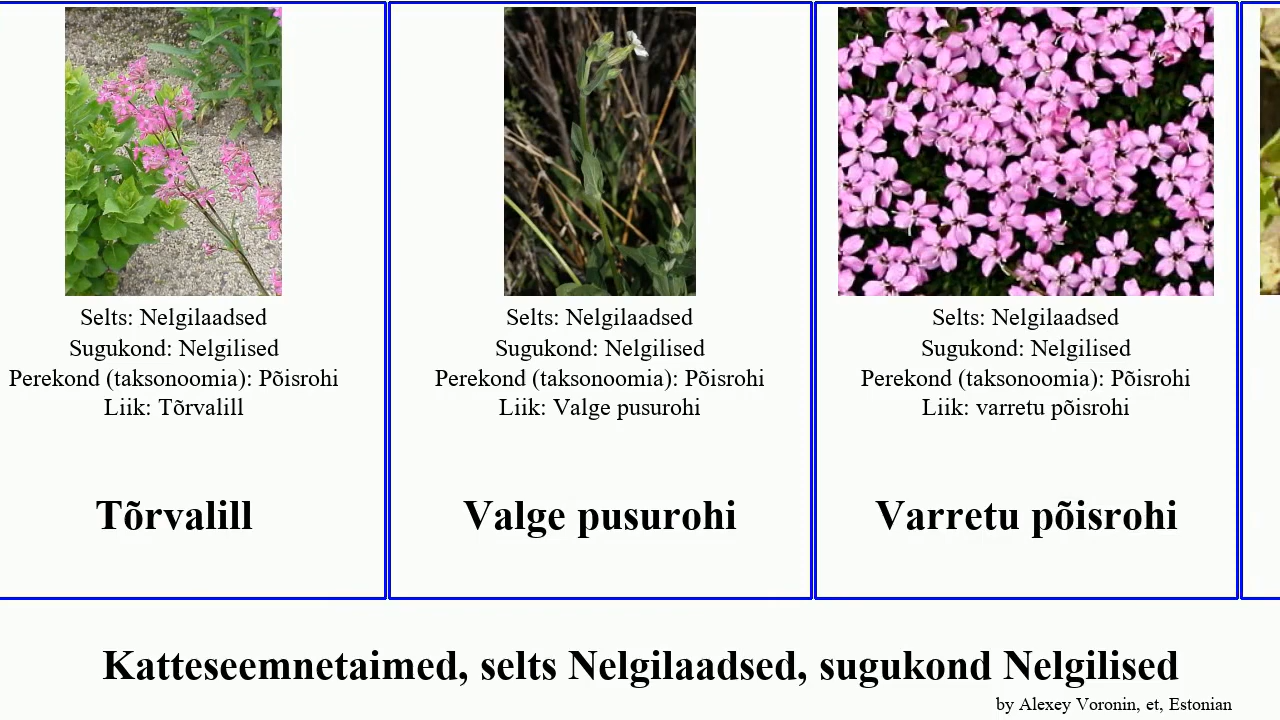 Selts: Nelgilaadsed
Sugukond: Nelgilised
Perekond (taksonoomia): Põisrohi
Liik: Tõrvalill
Tõrvalill
Selts: Nelgilaadsed
Sugukond: Nelgilised
Perekond (taksonoomia): Põisrohi
Liik: Valge pusurohi
Valge pusurohi
Selts: Nelgilaadsed
Sugukond: Nelgilised
Perekond (taksonoomia): Põisrohi
Liik: varretu põisrohi
Varretu põisrohi
Katteseemnetaimed, selts Nelgilaadsed, sugukond Nelgilised
by Alexey Voronin, et, Estonian